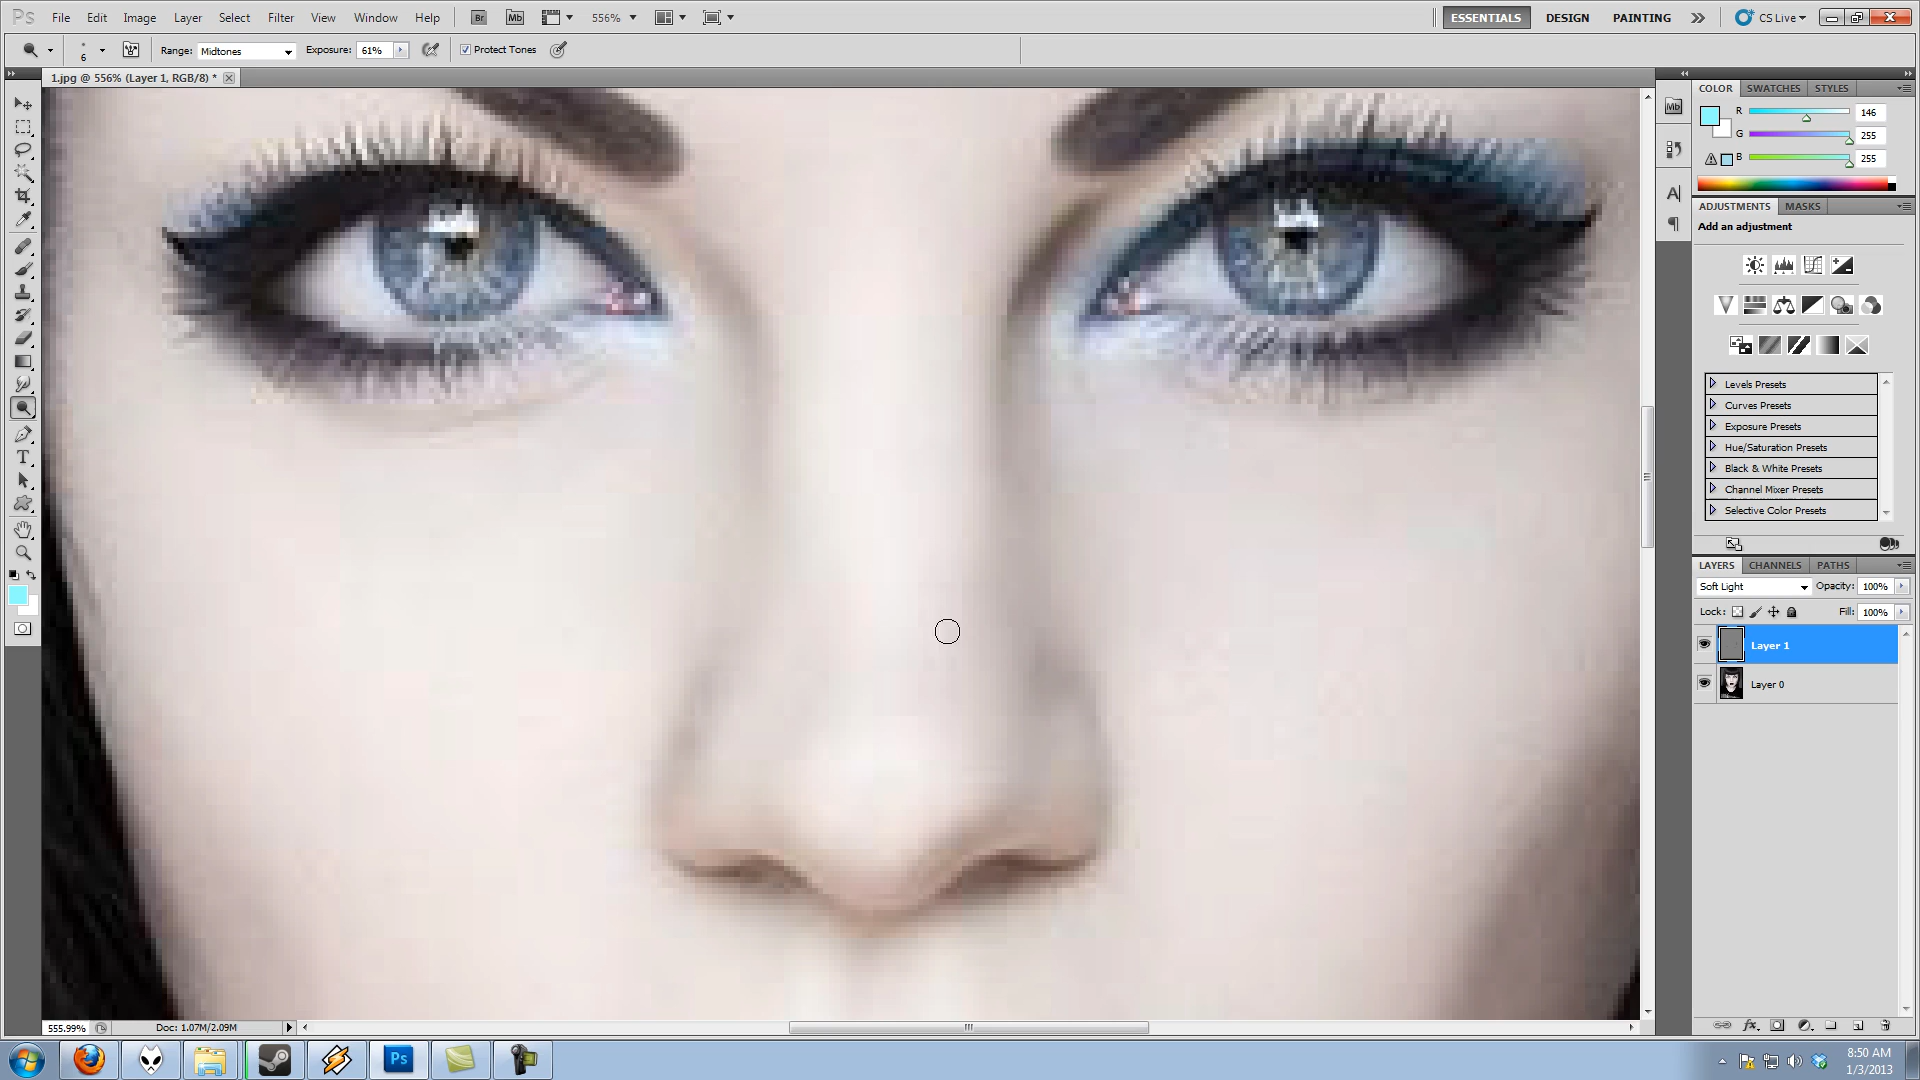 Ps File Edit Image Layer Select Filter View Window Help Br Mb 556% ESSENTIALS DESIGN PAINTING CS Live
6 Range: Midtones Exposure: 61% Protect Tones
1.jpg @ 556% (Layer 1, RGB/8) *
COLOR SWATCHES STYLES
Mb
R 146
G 255
B 255
ADJUSTMENTS MASKS
Add an adjustment
Levels Presets
Curves Presets
Exposure Presets
Hue/Saturation Presets
Black & White Presets
Channel Mixer Presets
Selective Color Presets
LAYERS CHANNELS PATHS
Soft Light Opacity: 100%
Lock: Fill: 100%
Layer 1
Layer 0
555.99% Doc: 1.07M/2.09M
Ps
8:50 AM
1/3/2013